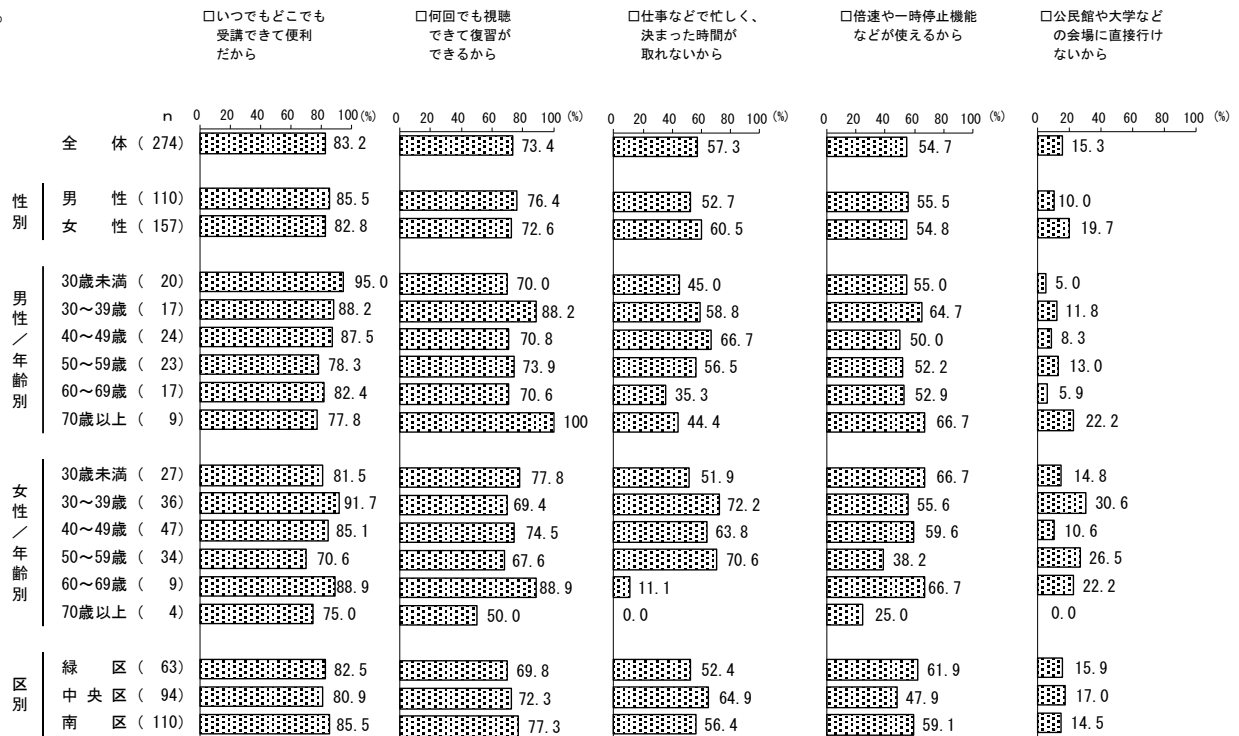 □いつでもどこでも
受講できて便利
だから
□何回でも視聴
できて復習が
できるから
□仕事などで忙しく、
決まった時間が
取れないから
□倍速や一時停止機能
などが使えるから
□公民館や大学など
の会場に直接行け
ないから
n 0 20 40 60 80 100 (%) 0 20 40 60 80 100 (%) 0 20 40 60 80 100 (%) 0 20 40 60 80 100 (%) 0 20 40 60 80 100 (%)
全体 ( 274) 83.2 73.4 57.3 54.7 15.3
性別
男性 ( 110) 85.5 76.4 52.7 55.5 10.0
女性 ( 157) 82.8 72.6 60.5 54.8 19.7
男性/年齢別
30歳未満 ( 20) 95.0 70.0 45.0 55.0 5.0
30~39歳 ( 17) 88.2 88.2 58.8 64.7 11.8
40~49歳 ( 24) 87.5 70.8 66.7 50.0 8.3
50~59歳 ( 23) 78.3 73.9 56.5 52.2 13.0
60~69歳 ( 17) 82.4 70.6 35.3 52.9 5.9
70歳以上 ( 9) 77.8 100 44.4 66.7 22.2
女性/年齢別
30歳未満 ( 27) 81.5 77.8 51.9 66.7 14.8
30~39歳 ( 36) 91.7 69.4 72.2 55.6 30.6
40~49歳 ( 47) 85.1 74.5 63.8 59.6 10.6
50~59歳 ( 34) 70.6 67.6 70.6 38.2 26.5
60~69歳 ( 9) 88.9 88.9 11.1 66.7 22.2
70歳以上 ( 4) 75.0 50.0 0.0 25.0 0.0
区別
緑区 ( 63) 82.5 69.8 52.4 61.9 15.9
中央区 ( 94) 80.9 72.3 64.9 47.9 17.0
南区 ( 110) 85.5 77.3 56.4 59.1 14.5